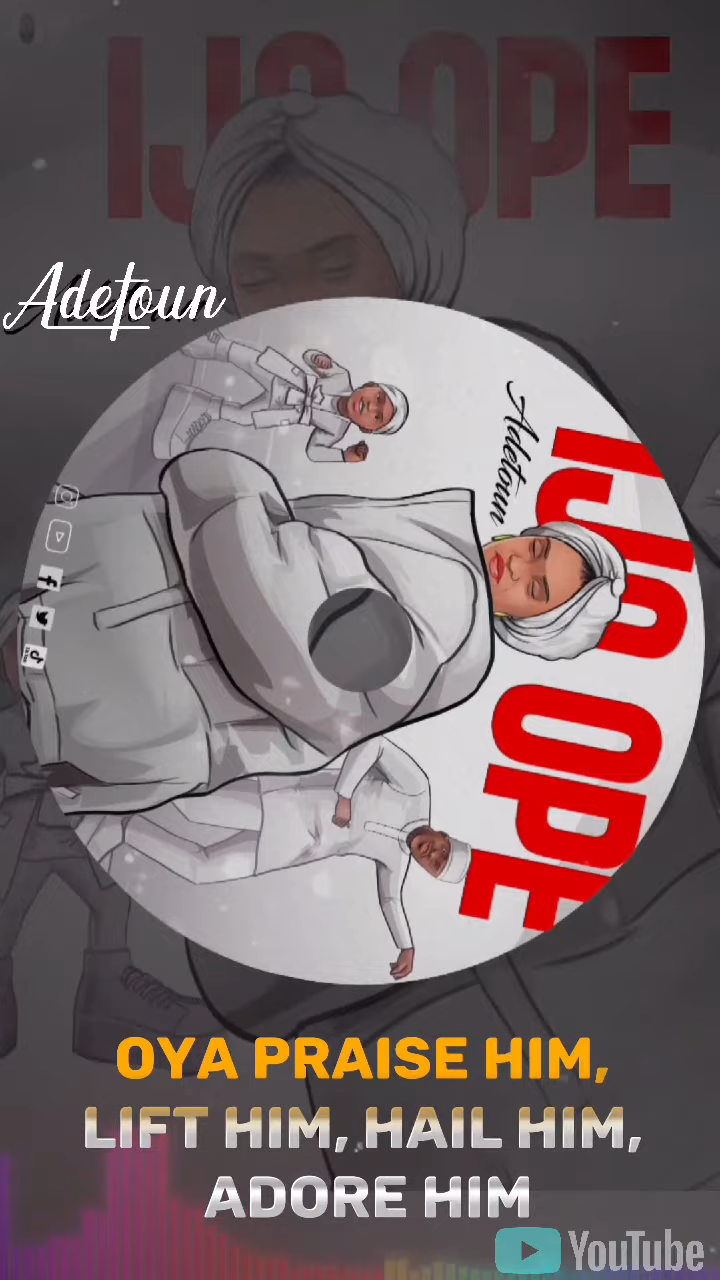 IJO OPE
Adetoun
Adetoun
IJO OPE
OYA PRAISE HIM,
LIFT HIM, HAIL HIM,
ADORE HIM
YouTube